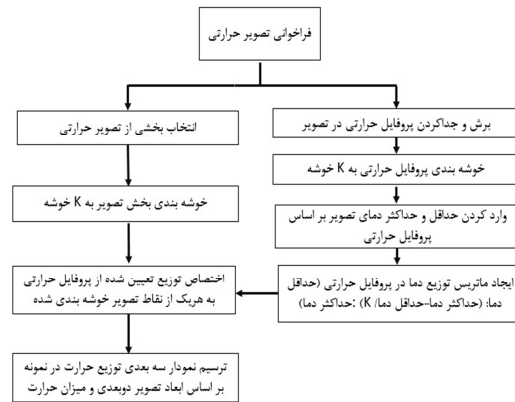 فراخوانی تصویر حرارتی
برش و جداکردن پروفایل حرارتی در تصویر
انتخاب بخشی از تصویر حرارتی
خوشه بندی پروفایل حرارتی به K خوشه
خوشه بندی بخش تصویر به K خوشه
وارد کردن حداقل و حداکثر دمای تصویر بر اساس
پروفایل حرارتی
ایجاد ماتریس توزیع دما در پروفایل حرارتی (حداقل
دما: (حداکثر دما-حداقل دما/ K) :حداکثر دما)
اختصاص توزیع تعیین شده از پروفایل حرارتی
به هریک از نقاط تصویر خوشه بندی شده
ترسیم نمودار سه بعدی توزیع حرارت در نمونه
بر اساس ابعاد تصویر دوبعدی و میزان حرارت